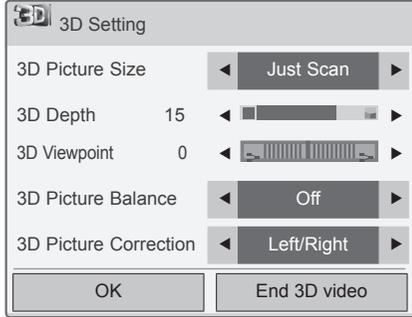 3D 3D Setting
3D Picture Size ◄ Just Scan ►
3D Depth 15 ◄ ►
3D Viewpoint 0 ◄ ►
3D Picture Balance ◄ Off ►
3D Picture Correction ◄ Left/Right ►
OK End 3D video